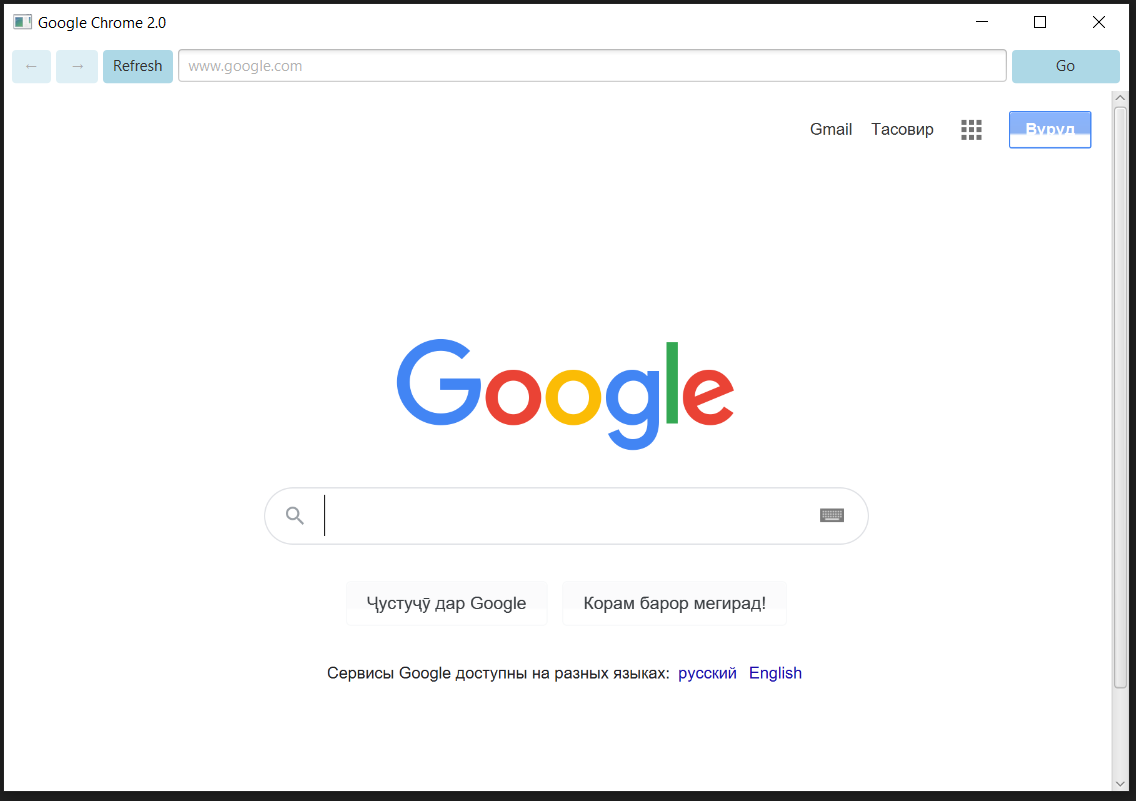 Google Chrome 2.0
← → Refresh www.google.com Go
Gmail Тасовир Вуруд
Google
Ҷустуҷӯ дар Google Корам барор мегирад!
Сервисы Google доступны на разных языках: русский English